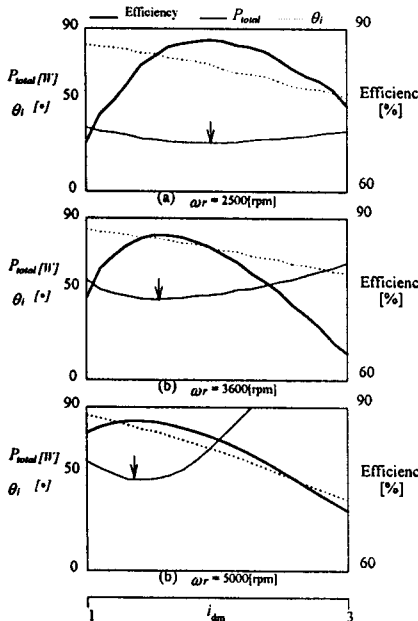 Efficiency P_total θ_i
90 90
P_total [W]
50 Efficienc
θ_i [°] [%]
0 60
(a) ωr = 2500[rpm]
90 90
P_total [W]
50 Efficienc
θ_i [°] [%]
0 60
(b) ωr = 3600[rpm]
90 90
P_total [W]
50 Efficienc
θ_i [°] [%]
0 60
(b) ωr = 5000[rpm]
1 i_dm 3